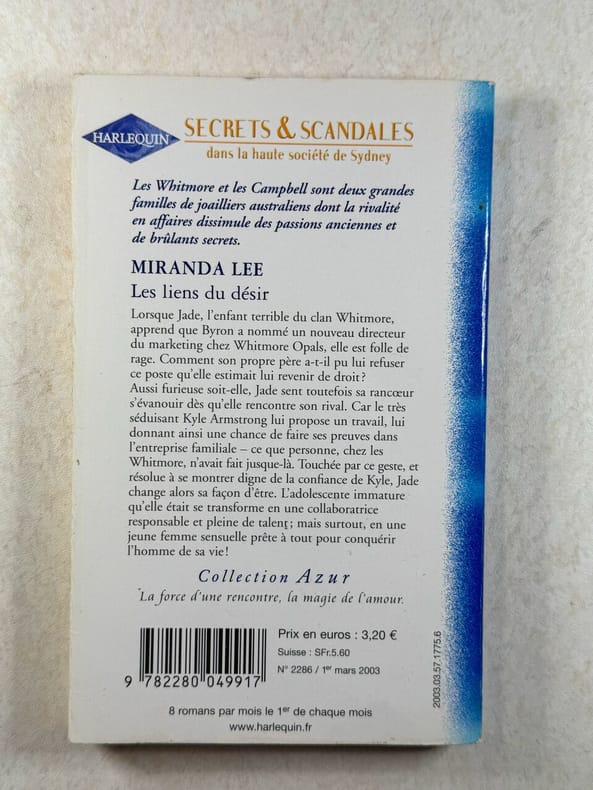 HARLEQUIN
SECRETS & SCANDALES
dans la haute société de Sydney
Les Whitmore et les Campbell sont deux grandes
familles de joailliers australiens dont la rivalité
en affaires dissimule des passions anciennes et
de brûlants secrets.
MIRANDA LEE
Les liens du désir
Lorsque Jade, l'enfant terrible du clan Whitmore,
apprend que Byron a nommé un nouveau directeur
du marketing chez Whitmore Opals, elle est folle de
rage. Comment son propre père a-t-il pu lui refuser
ce poste qu'elle estimait lui revenir de droit ?
Aussi furieuse soit-elle, Jade sent toutefois sa rancœur
s'évanouir dès qu'elle rencontre son rival. Car le très
séduisant Kyle Armstrong lui propose un travail, lui
donnant ainsi une chance de faire ses preuves dans
l'entreprise familiale – ce que personne, chez les
Whitmore, n'avait fait jusque-là. Touchée par ce geste, et
résolue à se montrer digne de la confiance de Kyle, Jade
change alors sa façon d'être. L'adolescente immature
qu'elle était se transforme en une collaboratrice
responsable et pleine de talent ; mais surtout, en une
jeune femme sensuelle prête à tout pour conquérir
l'homme de sa vie !
Collection Azur
La force d'une rencontre, la magie de l'amour.
Prix en euros : 3,20 €
Suisse : SFr.5.60
N° 2286 / 1er mars 2003
9 782280 049917
2003.03.57.1775.6
8 romans par mois le 1er de chaque mois
www.harlequin.fr